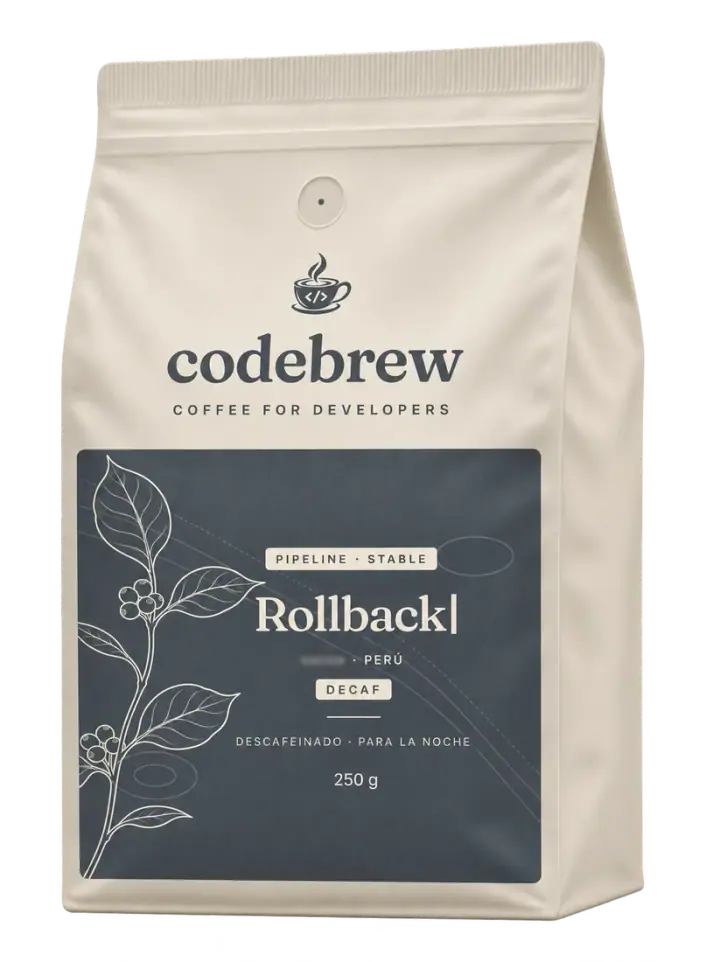 </>
codebrew
COFFEE FOR DEVELOPERS
PIPELINE · STABLE
Rollback|
· PERÚ
DECAF
DESCAFEINADO · PARA LA NOCHE
250 g